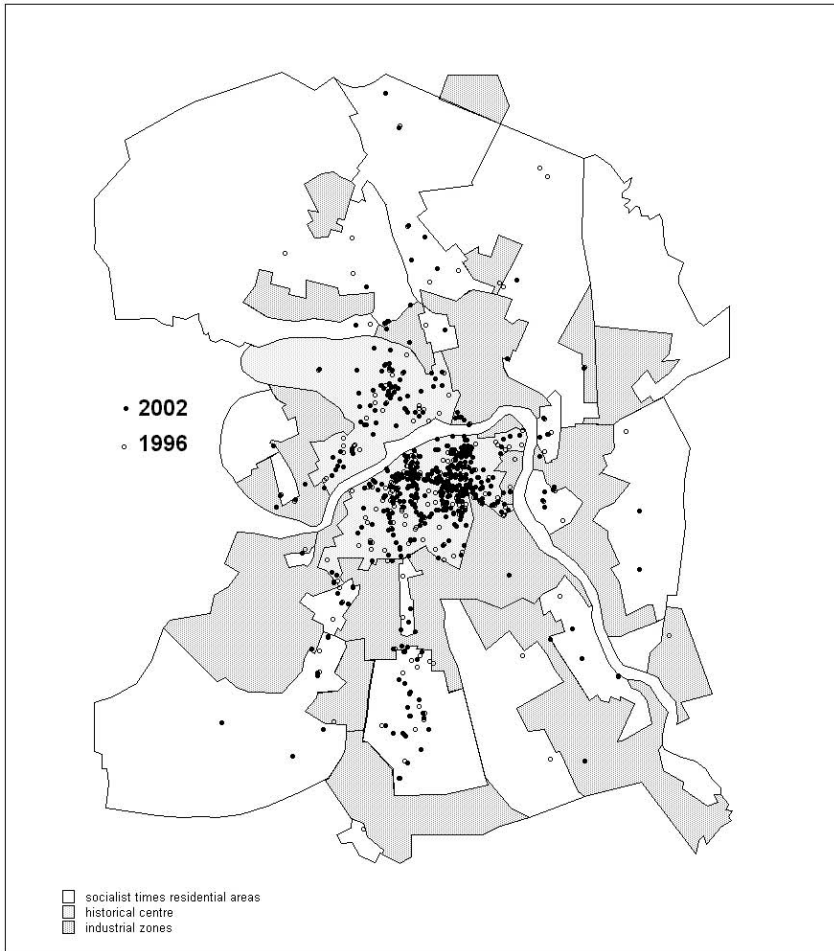 2002
1996
socialist times residential areas
historical centre
industrial zones